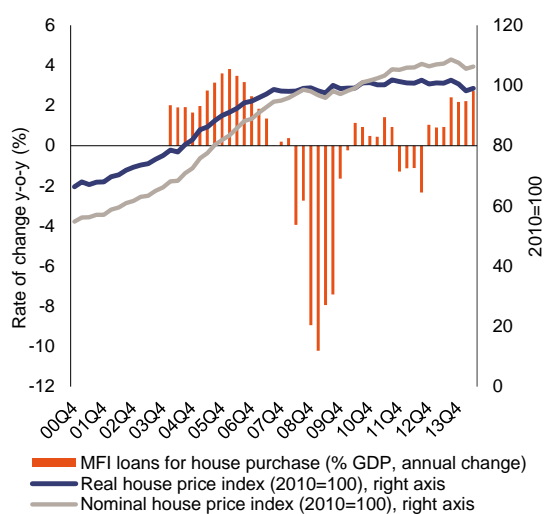 6
4
2
0
-2
-4
-6
-8
-10
-12
Rate of change y-o-y (%)
120
100
80
60
40
20
0
2010=100
00Q4
01Q4
02Q4
03Q4
04Q4
05Q4
06Q4
07Q4
08Q4
09Q4
10Q4
11Q4
12Q4
13Q4
MFI loans for house purchase (% GDP, annual change)
Real house price index (2010=100), right axis
Nominal house price index (2010=100), right axis